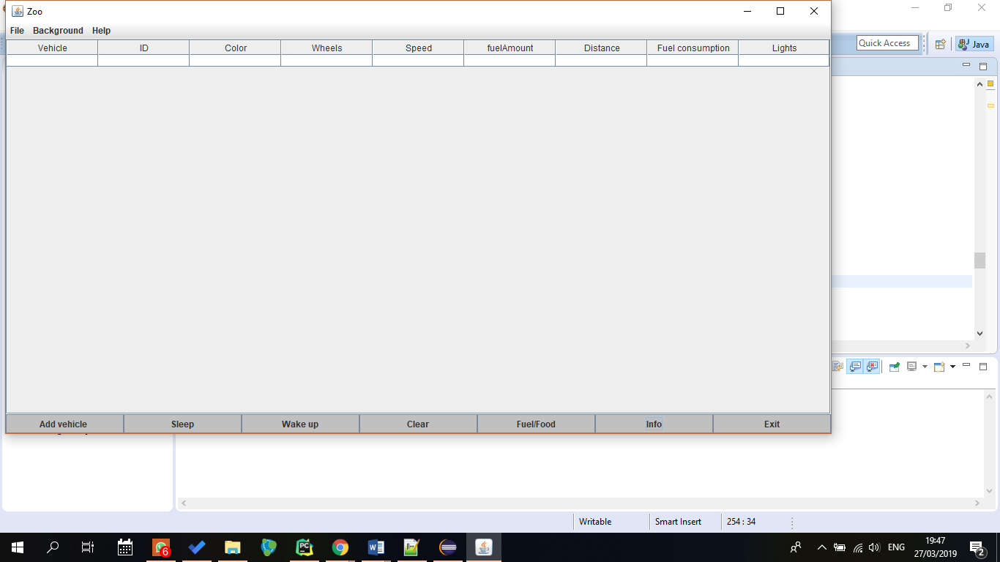 Zoo
File Background Help
Quick Access
Java
Vehicle ID Color Wheels Speed fuelAmount Distance Fuel consumption Lights
Add vehicle Sleep Wake up Clear Fuel/Food Info Exit
Writable Smart Insert 254 : 34
6
PC
W
ENG
19:47
27/03/2019
2